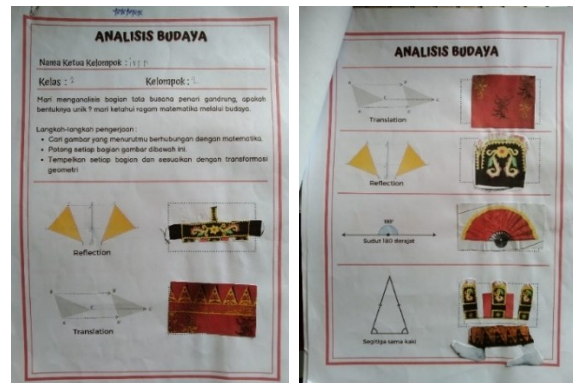 ANALISIS BUDAYA
Nama Ketua Kelompok :
Kelas : 5 Kelompok :
Mari menganalisis bagian tata busana penari gandrung, apakah
bentuknya unik ? mari ketahui ragam matematika melalui budaya.
Langkah-langkah pengerjaan :
• Cari gambar yang menurutmu berhubungan dengan matematika.
• Potong setiap bagian gambar dibawah ini.
• Tempelkan setiap bagian dan sesuaikan dengan transformasi
geometri
Reflection
Translation
ANALISIS BUDAYA
Translation
Reflection
180°
Sudut 180 derajat
Segitiga sama kaki